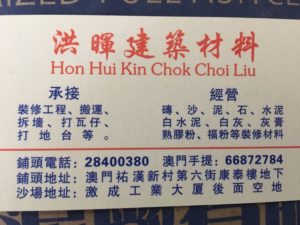 洪暉建築材料
Hon Hui Kin Chok Choi Liu
承接
裝修工程、搬運、
拆墻、打瓦仔、
打地台等。
經營
磚、沙、泥、石、水泥
白水泥、白灰、灰膏
熟膠粉、福粉等裝修材料
鋪頭電話：28400380 澳門手提：66872784
鋪頭地址：澳門祐漢新村第六街康泰樓地下
沙場地址：激成工業大厦後面空地